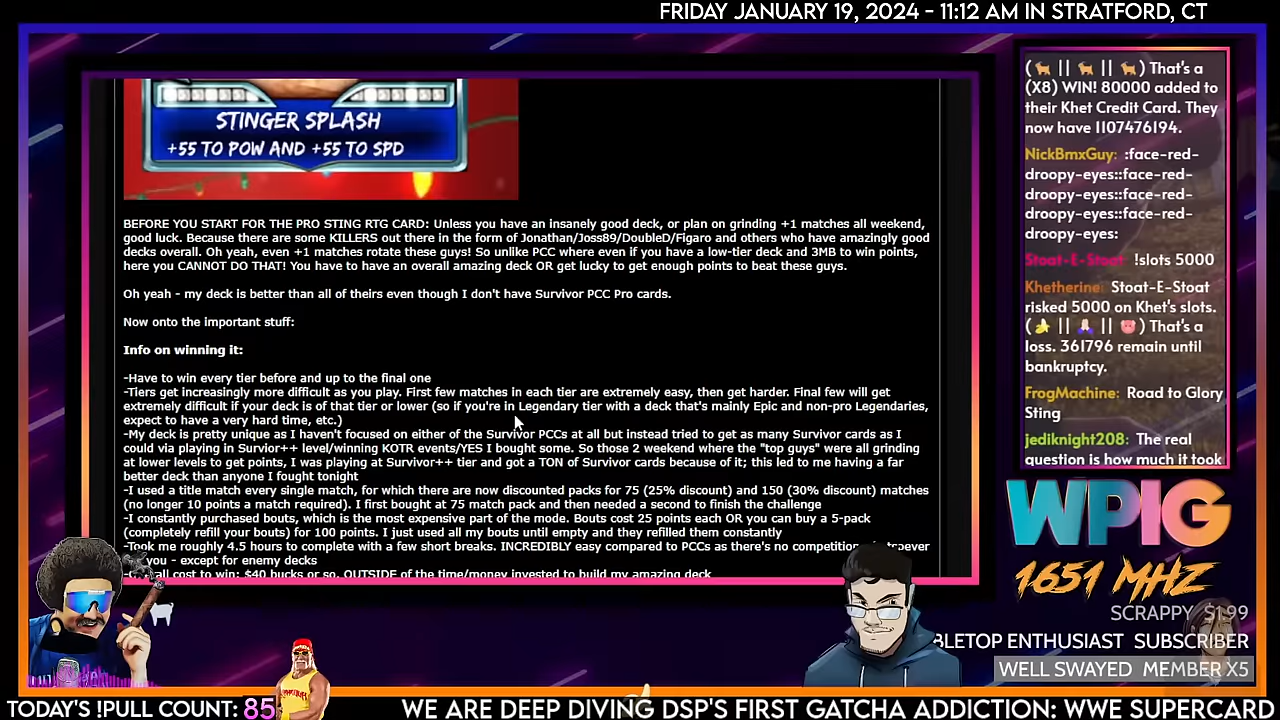 FRIDAY JANUARY 19, 2024 - 11:12 AM IN STRATFORD, CT
STINGER SPLASH
+55 TO POW AND +55 TO SPD
BEFORE YOU START FOR THE PRO STING RTG CARD: Unless you have an insanely good deck, or plan on grinding +1 matches all weekend,
good luck. Because there are some KILLERS out there in the form of Jonathan/Joss89/DoubleD/Figaro and others who have amazingly good
decks overall. Oh yeah, even +1 matches rotate these guys! So unlike PCC where even if you have a low-tier deck and 3MB to win points,
here you CANNOT DO THAT! You have to have an overall amazing deck OR get lucky to get enough points to beat these guys.
Oh yeah - my deck is better than all of theirs even though I don't have Survivor PCC Pro cards.
Now onto the important stuff:
Info on winning it:
-Have to win every tier before and up to the final one
-Tiers get increasingly more difficult as you play. First few matches in each tier are extremely easy, then get harder. Final few will get
extremely difficult if your deck is of that tier or lower (so if you're in Legendary tier with a deck that's mainly Epic and non-pro Legendaries,
expect to have a very hard time, etc.)
-My deck is pretty unique as I haven't focused on either of the Survivor PCCs at all but instead tried to get as many Survivor cards as I
could via playing in Survior++ level/winning KOTR events/YES I bought some. So those 2 weekend where the "top guys" were all grinding
at lower levels to get points, I was playing at Survivor++ tier and got a TON of Survivor cards because of it; this led to me having a far
better deck than anyone I fought tonight
-I used a title match every single match, for which there are now discounted packs for 75 (25% discount) and 150 (30% discount) matches
(no longer 10 points a match required). I first bought at 75 match pack and then needed a second to finish the challenge
-I constantly purchased bouts, which is the most expensive part of the mode. Bouts cost 25 points each OR you can buy a 5-pack
(completely refill your bouts) for 100 points. I just used all my bouts until empty and they refilled them constantly
-Took me roughly 4.5 hours to complete with a few short breaks. INCREDIBLY easy compared to PCCs as there's no competition
you - except for enemy decks
all cost to win: $40 bucks or so, OUTSIDE of the time/money invested to build my amazing deck
( || || ) That's a
(X8) WIN! 80000 added to
their Khet Credit Card. They
now have 1107476194.
NickBmxGuy: :face-red-
droopy-eyes::face-red-
droopy-eyes::face-red-
droopy-eyes::face-red-
droopy-eyes:
Stoat-E-Stoat !slots 5000
Khetherine: Stoat-E-Stoat
risked 5000 on Khet's slots.
( || || ) That's a
loss. 361796 remain until
bankruptcy.
FrogMachine: Road to Glory
Sting
jediknight208: The real
question is how much it took
WPIG
1651 MHZ
SCRAPPY $1.99
BLETOP ENTHUSIAST SUBSCRIBER
WELL SWAYED MEMBER X5
TODAY'S !PULL COUNT: 85
WE ARE DEEP DIVING DSP'S FIRST GATCHA ADDICTION: WWE SUPERCARD